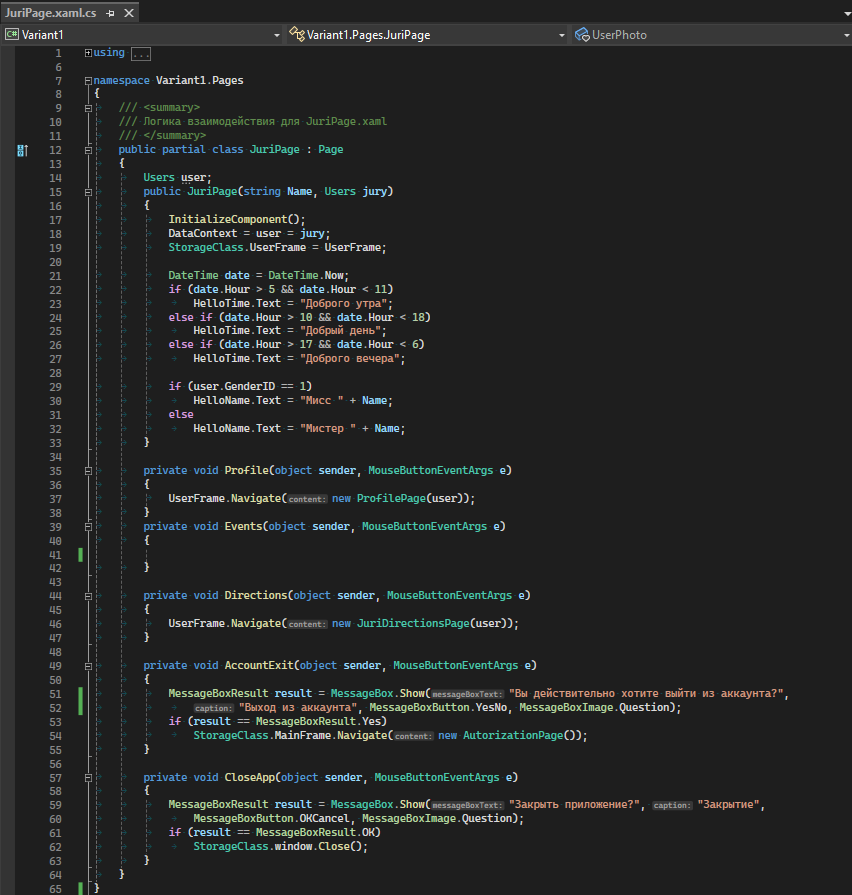 JuriPage.xaml.cs
C# Variant1 Variant1.Pages.JuriPage UserPhoto
1 using ...
6
7 namespace Variant1.Pages
8 {
9 /// <summary>
10 /// Логика взаимодействия для JuriPage.xaml
11 /// </summary>
12 public partial class JuriPage : Page
13 {
14 Users user;
15 public JuriPage(string Name, Users jury)
16 {
17 InitializeComponent();
18 DataContext = user = jury;
19 StorageClass.UserFrame = UserFrame;
20
21 DateTime date = DateTime.Now;
22 if (date.Hour > 5 && date.Hour < 11)
23 HelloTime.Text = "Доброго утра";
24 else if (date.Hour > 10 && date.Hour < 18)
25 HelloTime.Text = "Добрый день";
26 else if (date.Hour > 17 && date.Hour < 6)
27 HelloTime.Text = "Доброго вечера";
28
29 if (user.GenderID == 1)
30 HelloName.Text = "Мисс " + Name;
31 else
32 HelloName.Text = "Мистер " + Name;
33 }
34
35 private void Profile(object sender, MouseButtonEventArgs e)
36 {
37 UserFrame.Navigate(content: new ProfilePage(user));
38 }
39 private void Events(object sender, MouseButtonEventArgs e)
40 {
41
42 }
43
44 private void Directions(object sender, MouseButtonEventArgs e)
45 {
46 UserFrame.Navigate(content: new JuriDirectionsPage(user));
47 }
48
49 private void AccountExit(object sender, MouseButtonEventArgs e)
50 {
51 MessageBoxResult result = MessageBox.Show(messageBoxText: "Вы действительно хотите выйти из аккаунта?",
52 caption: "Выход из аккаунта", MessageBoxButton.YesNo, MessageBoxImage.Question);
53 if (result == MessageBoxResult.Yes)
54 StorageClass.MainFrame.Navigate(content: new AutorizationPage());
55 }
56
57 private void CloseApp(object sender, MouseButtonEventArgs e)
58 {
59 MessageBoxResult result = MessageBox.Show(messageBoxText: "Закрыть приложение?", caption: "Закрытие",
60 MessageBoxButton.OKCancel, MessageBoxImage.Question);
61 if (result == MessageBoxResult.OK)
62 StorageClass.window.Close();
63 }
64 }
65 }